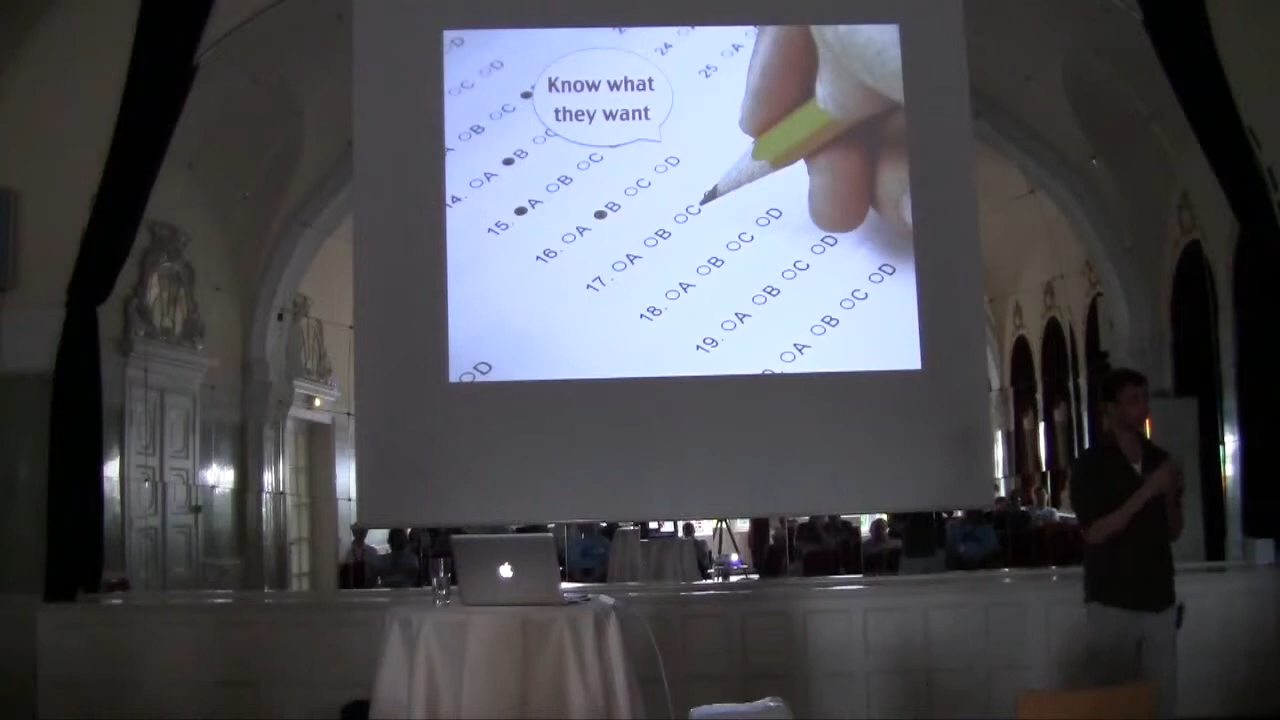 Know what
they want
24
25 A
D
C D
B C
14. A B C
15. A B C
16. A B C D
17. A B C
18. A B C D
19. A B C D
A B C D
D